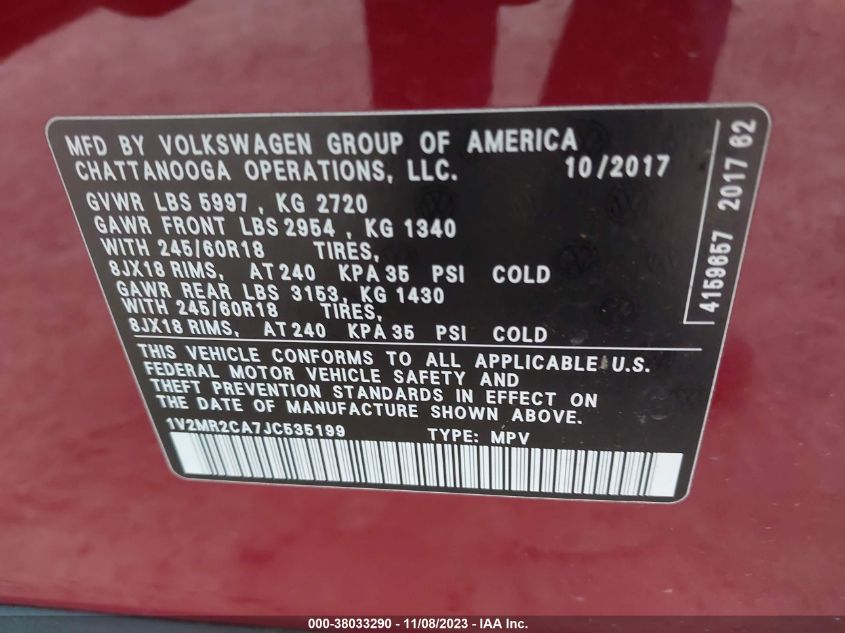 MFD BY VOLKSWAGEN GROUP OF AMERICA
CHATTANOOGA OPERATIONS, LLC. 10/2017
GVWR LBS 5997, KG 2720
GAWR FRONT LBS 2954, KG 1340
WITH 245/60R18 TIRES,
8JX18 RIMS, AT 240 KPA 35 PSI COLD
GAWR REAR LBS 3153, KG 1430
WITH 245/60R18 TIRES,
8JX18 RIMS, AT 240 KPA 35 PSI COLD
THIS VEHICLE CONFORMS TO ALL APPLICABLE U.S.
FEDERAL MOTOR VEHICLE SAFETY AND
THEFT PREVENTION STANDARDS IN EFFECT ON
THE DATE OF MANUFACTURE SHOWN ABOVE.
1V2MR2CA7JC535199 TYPE: MPV
4159657 2017 62
000-38033290 - 11/08/2023 - IAA Inc.